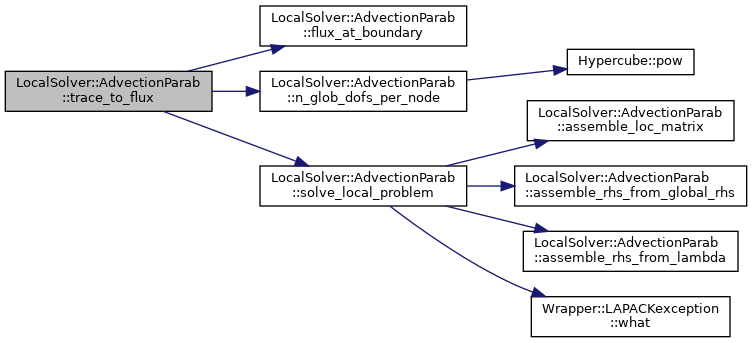 LocalSolver::AdvectionParab
::trace_to_flux
LocalSolver::AdvectionParab
::flux_at_boundary
LocalSolver::AdvectionParab
::n_glob_dofs_per_node
Hypercube::pow
LocalSolver::AdvectionParab
::solve_local_problem
LocalSolver::AdvectionParab
::assemble_loc_matrix
LocalSolver::AdvectionParab
::assemble_rhs_from_global_rhs
LocalSolver::AdvectionParab
::assemble_rhs_from_lambda
Wrapper::LAPACKexception
::what